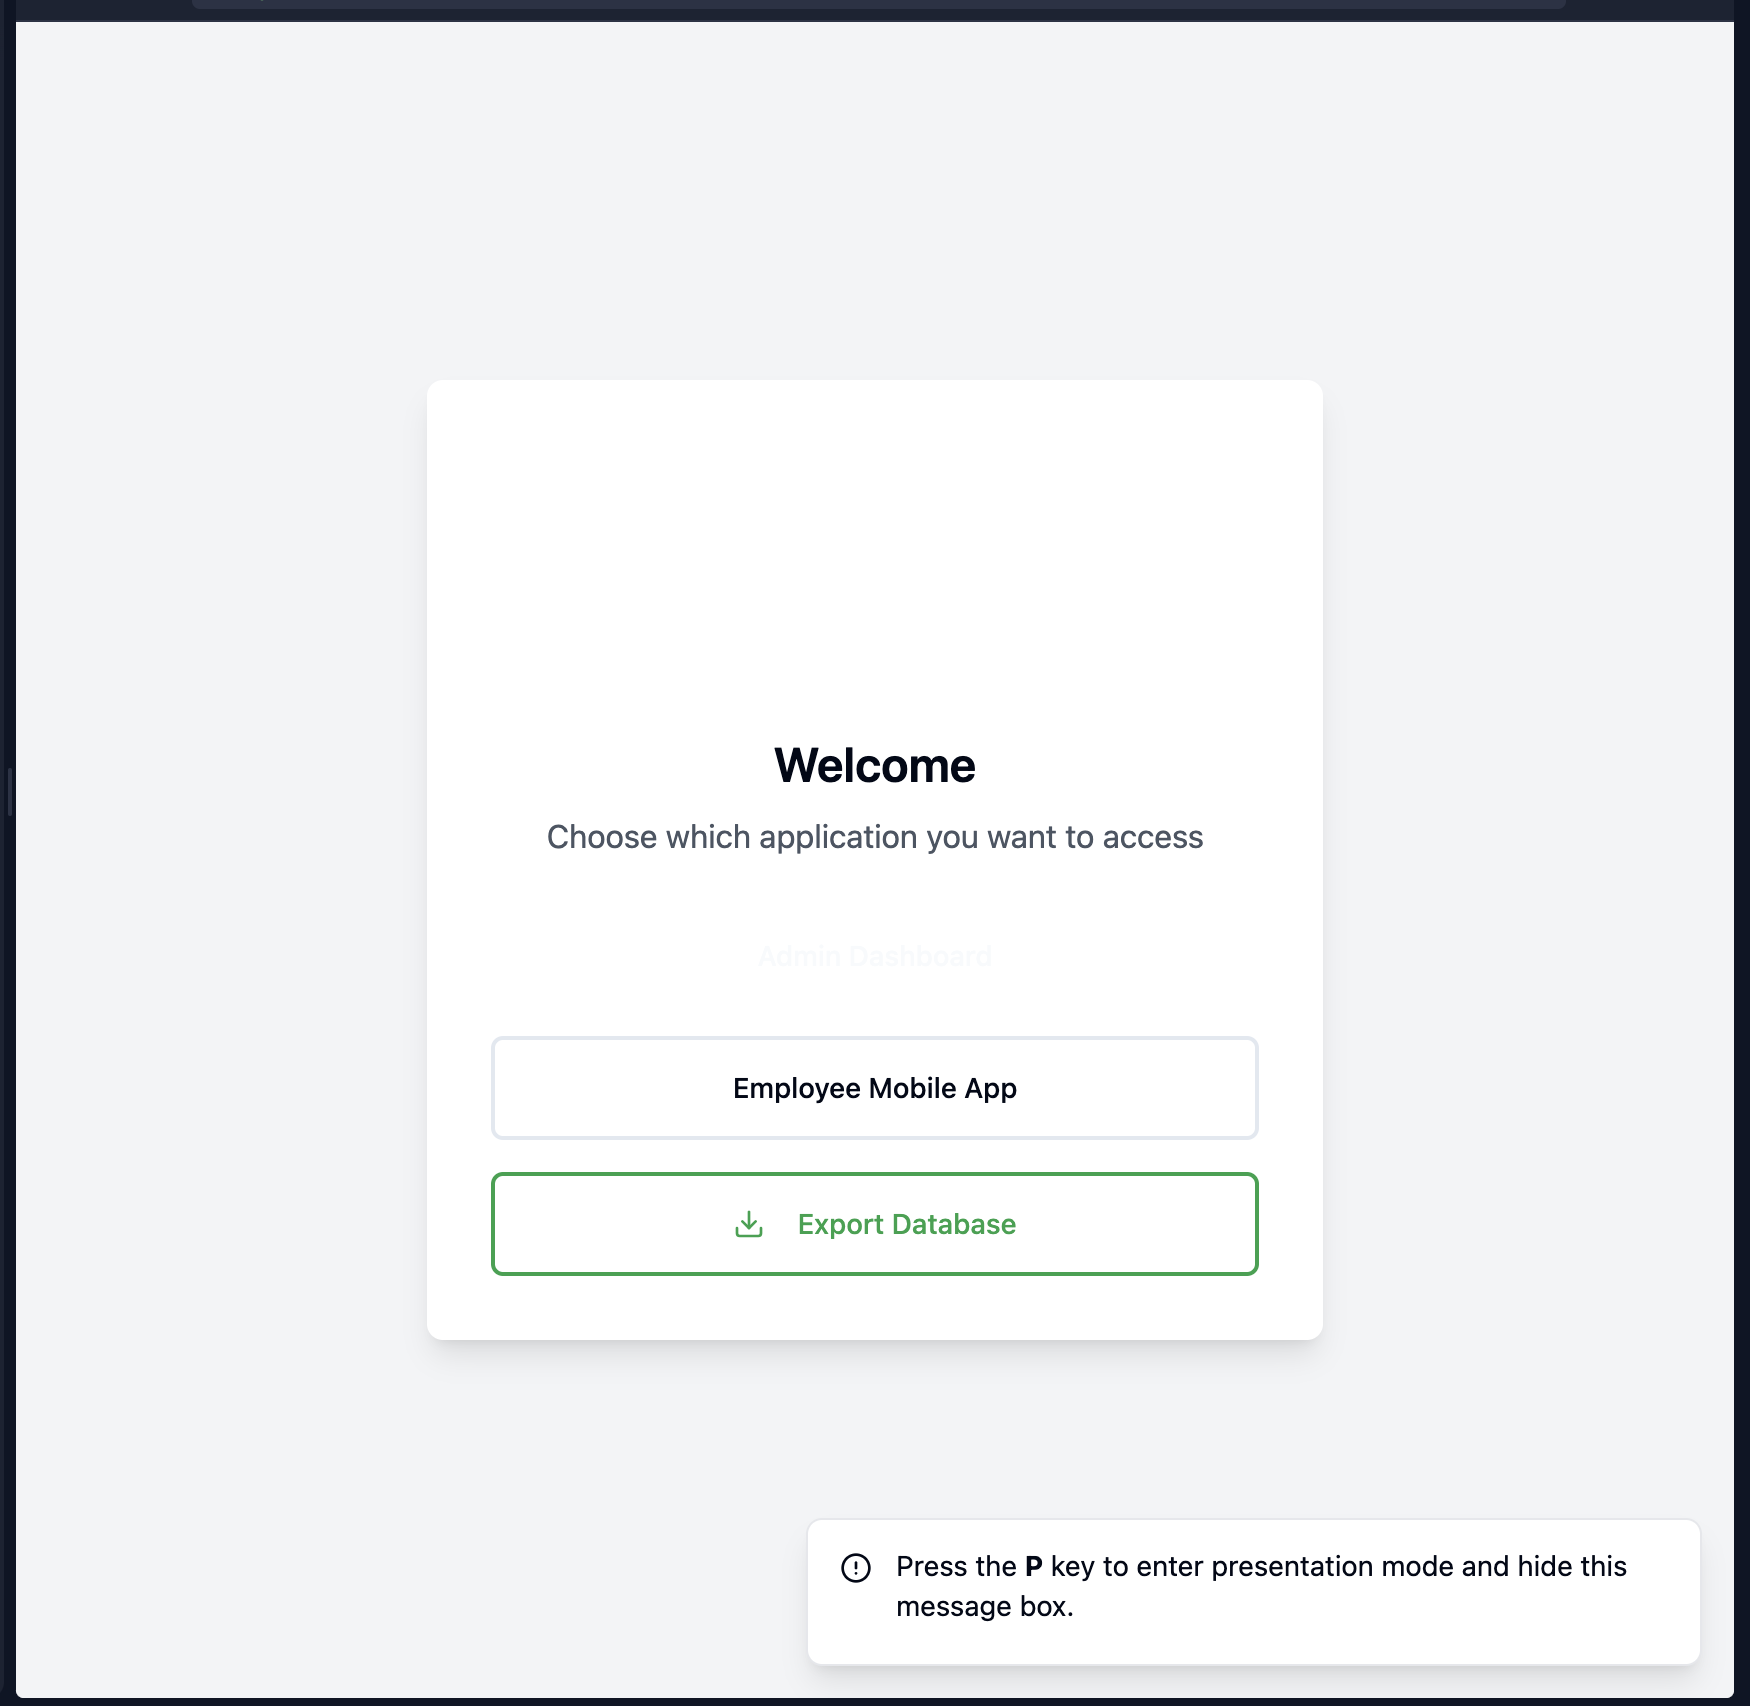 Welcome
Choose which application you want to access
Admin Dashboard
Employee Mobile App
Export Database
Press the P key to enter presentation mode and hide this
message box.